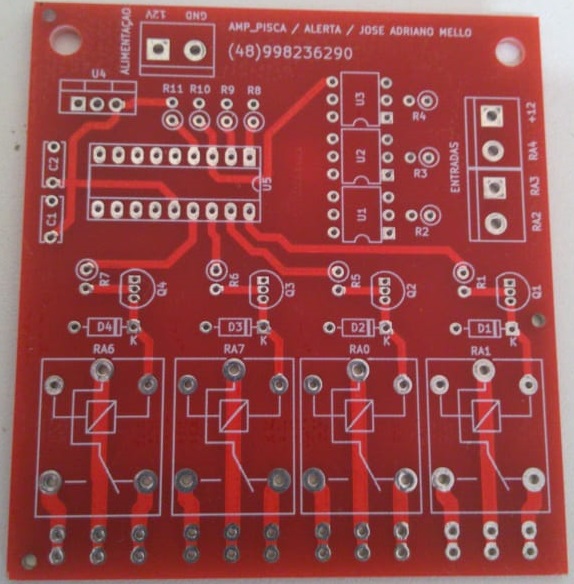 AMP_PISCA / ALERTA / JOSE ADRIANO MELLO
(48)998236290
ALIMENTAÇÃO
12V
GND
U4
R11 R10 R9 R8
U3
R4
+12
RA4
C2
U2
R3
ENTRADAS
RA3
U5
C1
U1
R2
RA2
R7
Q4
R6
Q3
R5
Q2
R1
Q1
D4
K
D3
K
D2
K
D1
K
RA6
RA7
RA0
RA1